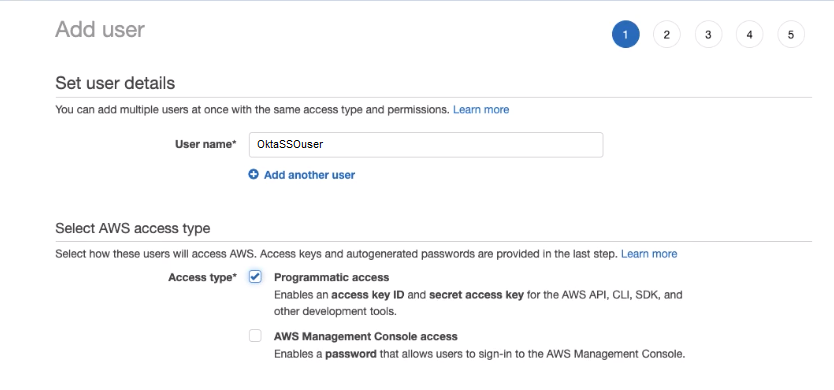 Add user
1 2 3 4 5
Set user details
You can add multiple users at once with the same access type and permissions. Learn more
User name* OktaSSOuser
Add another user
Select AWS access type
Select how these users will access AWS. Access keys and autogenerated passwords are provided in the last step. Learn more
Access type* Programmatic access
Enables an access key ID and secret access key for the AWS API, CLI, SDK, and
other development tools.
AWS Management Console access
Enables a password that allows users to sign-in to the AWS Management Console.